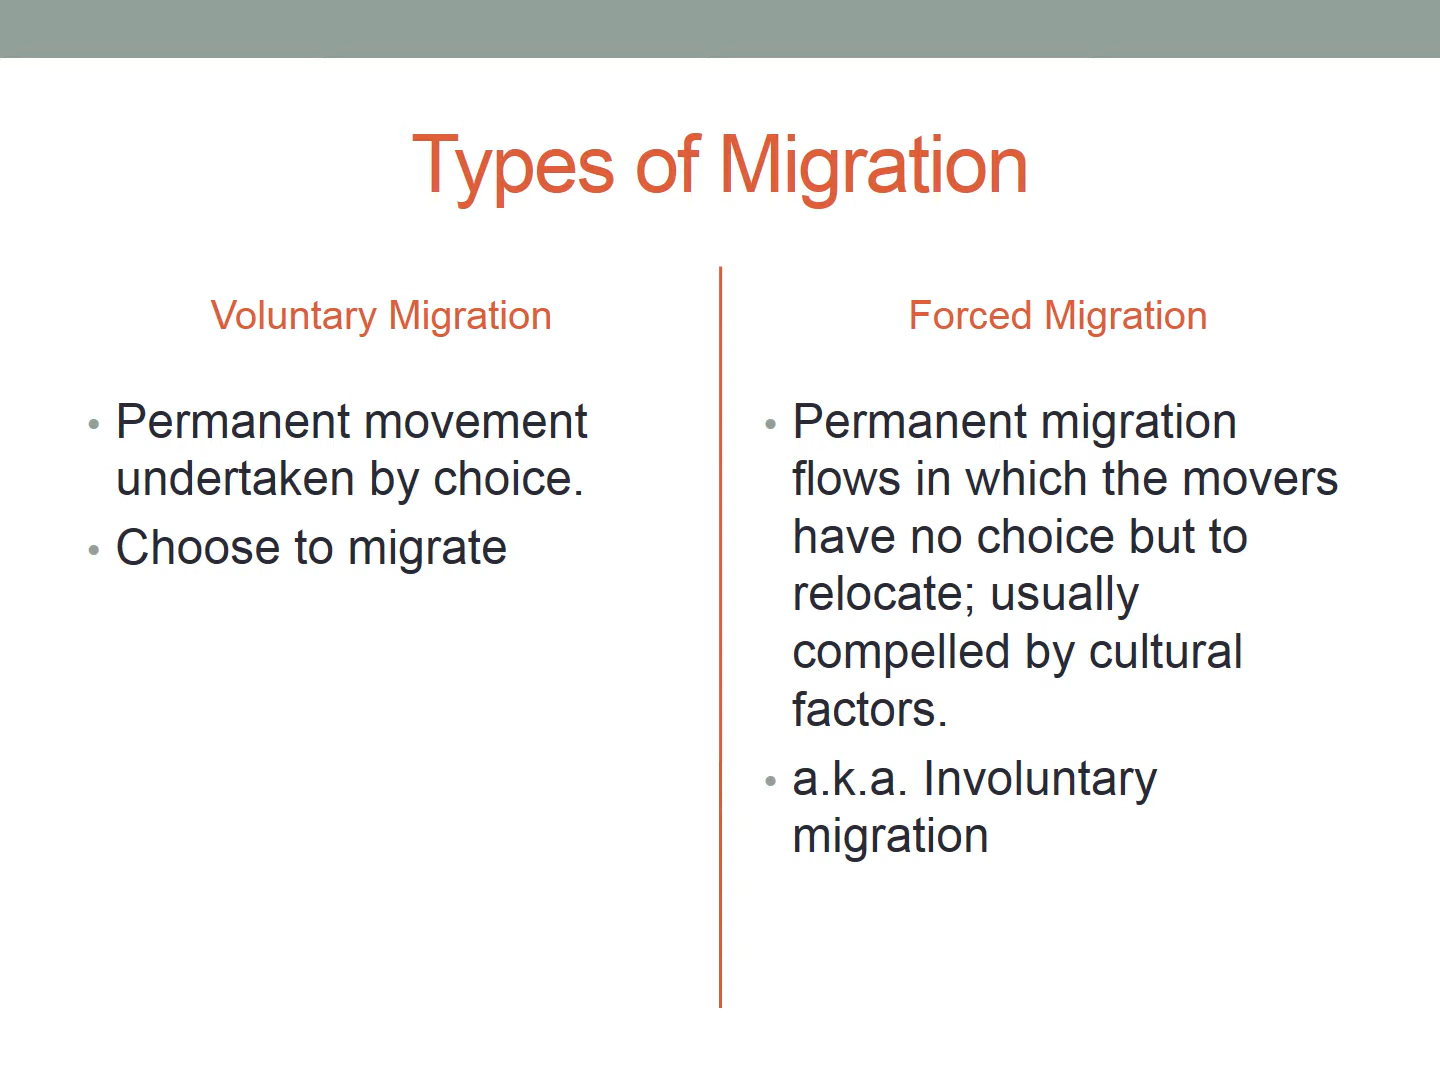 Types of Migration
Voluntary Migration
• Permanent movement
undertaken by choice.
• Choose to migrate
Forced Migration
• Permanent migration
flows in which the movers
have no choice but to
relocate; usually
compelled by cultural
factors.
• a.k.a. Involuntary
migration